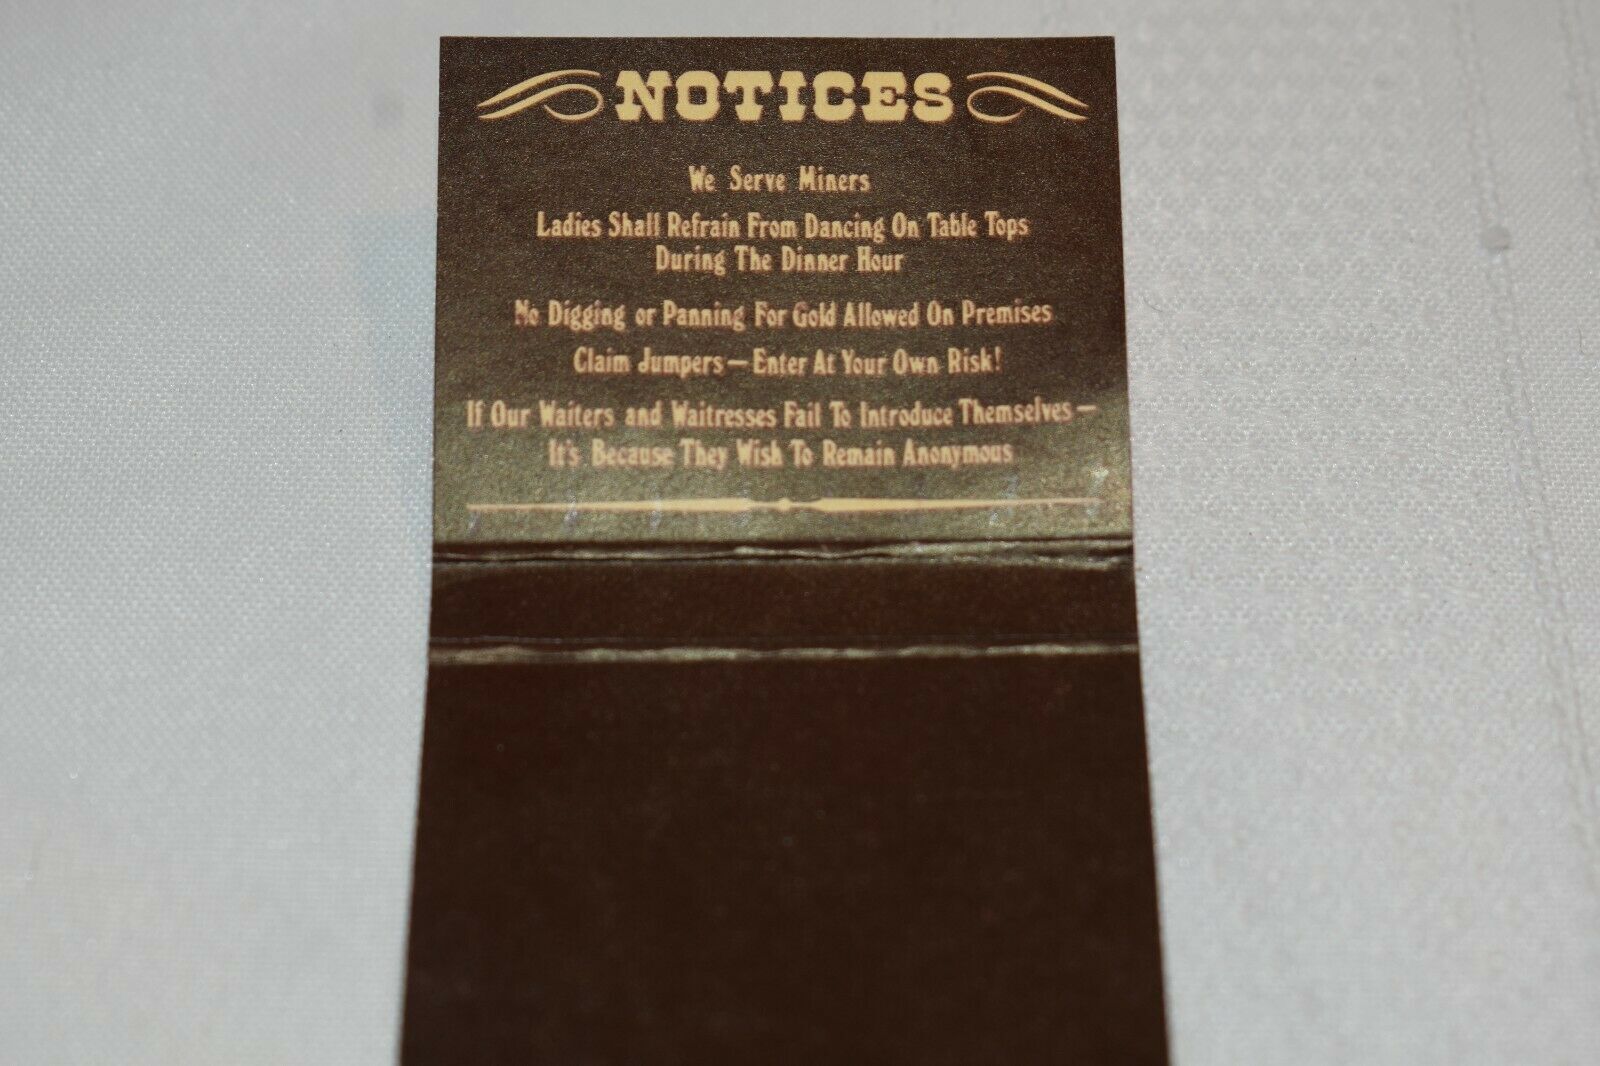 NOTICES
We Serve Miners
Ladies Shall Refrain From Dancing On Table Tops
During The Dinner Hour
No Digging or Panning For Gold Allowed On Premises
Claim Jumpers — Enter At Your Own Risk!
If Our Waiters and Waitresses Fail To Introduce Themselves —
It's Because They Wish To Remain Anonymous